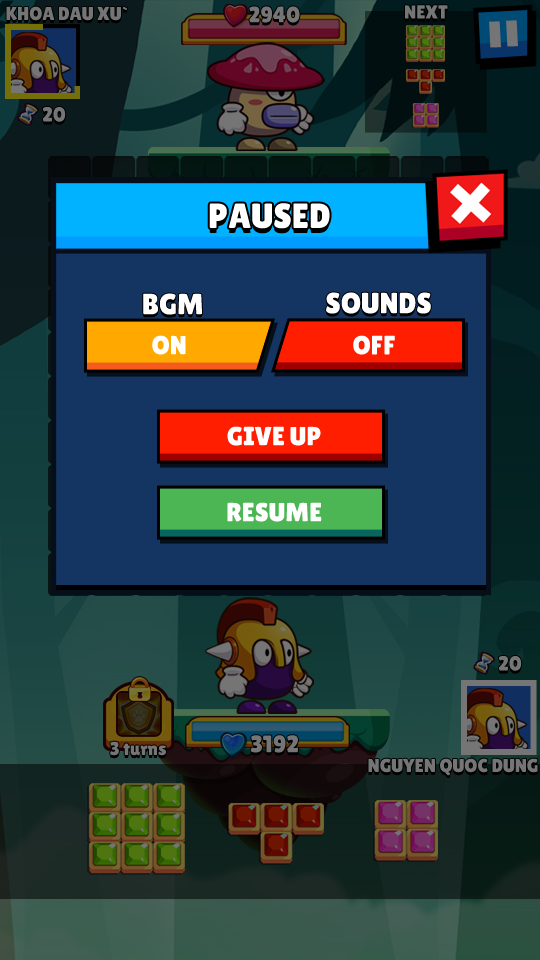 KHOA DAU XU`
2940
NEXT
20
PAUSED
BGM
SOUNDS
ON
OFF
GIVE UP
RESUME
20
3 turns
3192
NGUYEN QUOC DUNG